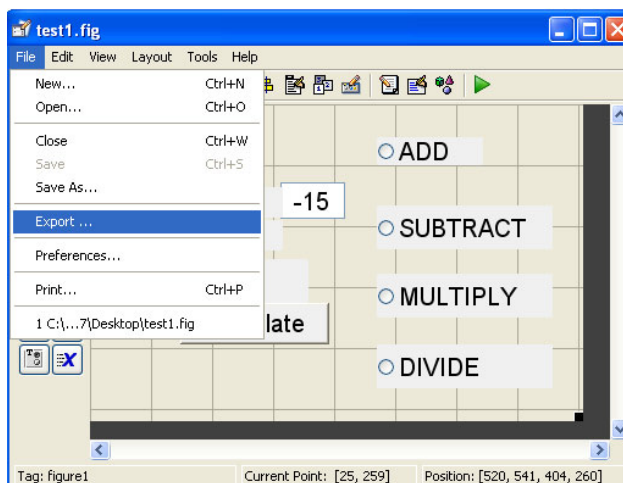 test1.fig
File Edit View Layout Tools Help
New... Ctrl+N
Open... Ctrl+O
Close Ctrl+W
Save Ctrl+S
Save As...
Export ...
Preferences...
Print... Ctrl+P
1 C:\...7\Desktop\test1.fig
ADD
-15
SUBTRACT
MULTIPLY
late
DIVIDE
Tag: figure1 Current Point: [25, 259] Position: [520, 541, 404, 260]